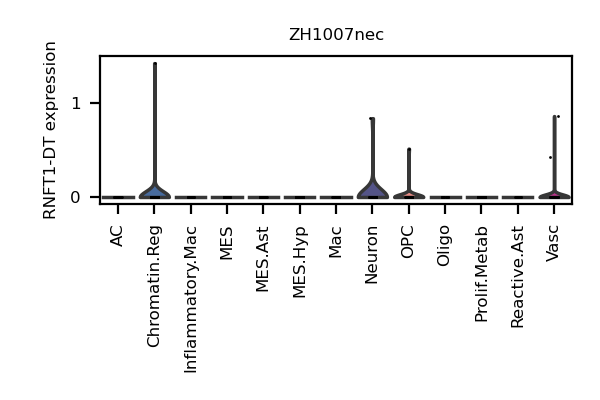 ZH1007nec
RNFT1-DT expression
1
0
AC
Chromatin.Reg
Inflammatory.Mac
MES
MES.Ast
MES.Hyp
Mac
Neuron
OPC
Oligo
Prolif.Metab
Reactive.Ast
Vasc